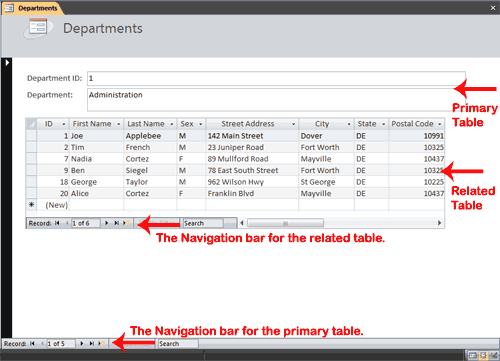 Departments
Departments
Department ID: 1
Department: Administration
Primary Table
ID First Name Last Name Sex Street Address City State Postal Code
1 Joe Applebee M 142 Main Street Dover DE 10991
2 Tim French M 23 Juniper Road Fort Worth DE 10325
7 Nadia Cortez F 89 Mullford Road Mayville DE 10437
9 Ben Siegel M 78 East South Street Fort Worth DE 10321
18 George Taylor M 962 Wilson Hwy St George DE 10225
20 Alice Cortez F Franklin Blvd Mayville DE 10437
(New)
Related Table
Record: 1 of 6 Search
The Navigation bar for the related table.
The Navigation bar for the primary table.
Record: 1 of 5 Search